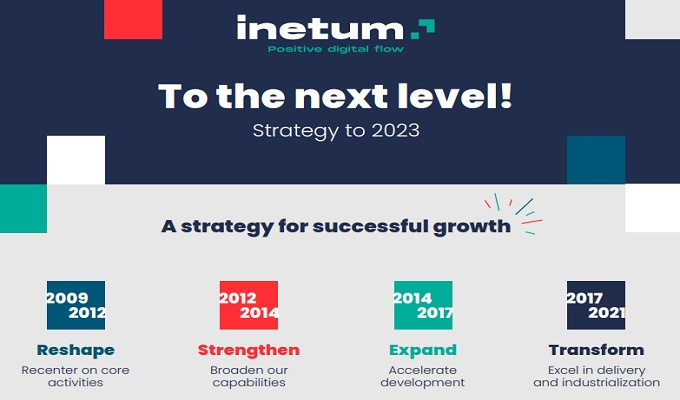 inetum
Positive digital flow
To the next level!
Strategy to 2023
A strategy for successful growth
2009
2012
Reshape
Recenter on core
activities
2012
2014
Strengthen
Broaden our
capabilities
2014
2017
Expand
Accelerate
development
2017
2021
Transform
Excel in delivery
and industrialization